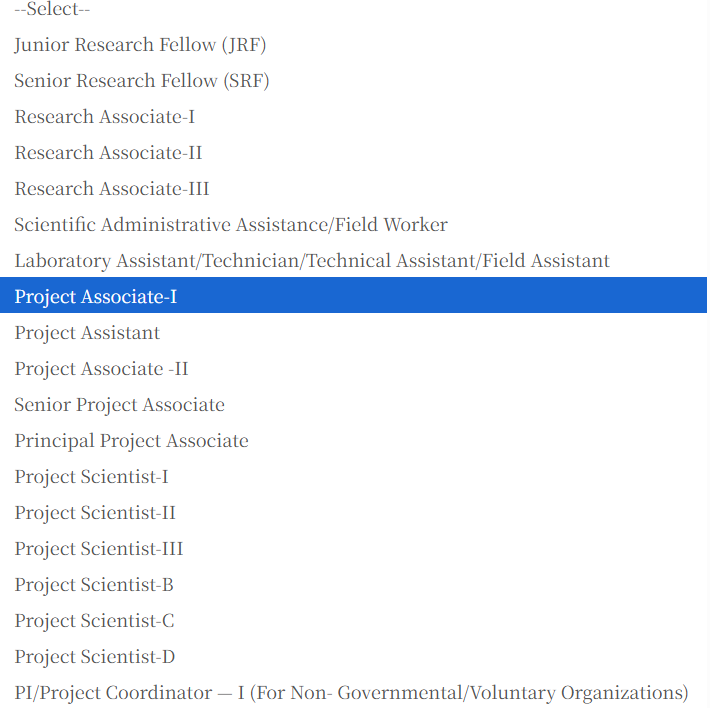 --Select--
Junior Research Fellow (JRF)
Senior Research Fellow (SRF)
Research Associate-I
Research Associate-II
Research Associate-III
Scientific Administrative Assistance/Field Worker
Laboratory Assistant/Technician/Technical Assistant/Field Assistant
Project Associate-I
Project Assistant
Project Associate -II
Senior Project Associate
Principal Project Associate
Project Scientist-I
Project Scientist-II
Project Scientist-III
Project Scientist-B
Project Scientist-C
Project Scientist-D
PI/Project Coordinator — I (For Non- Governmental/Voluntary Organizations)